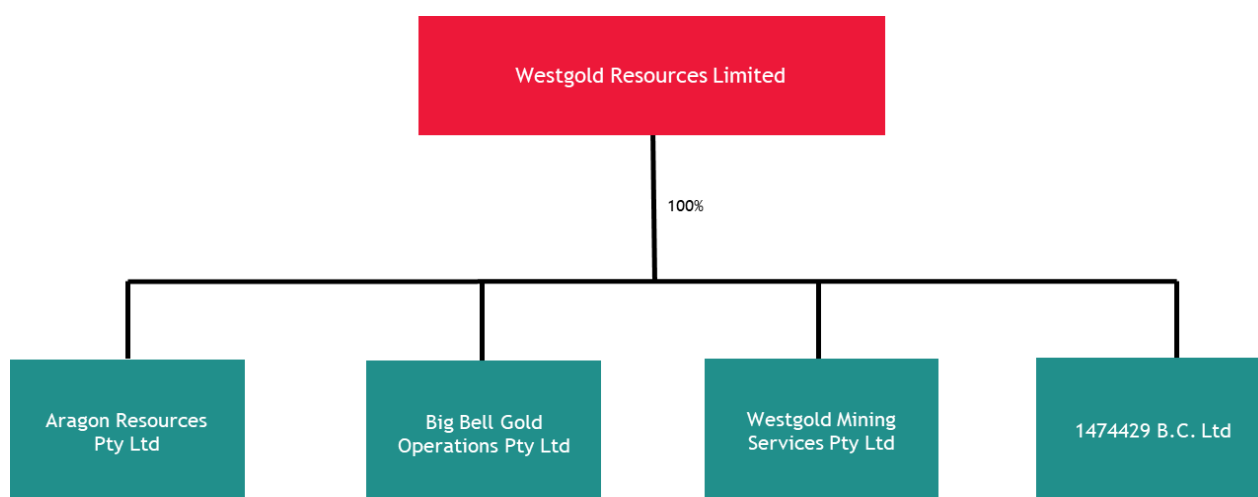 Westgold Resources Limited
100%
Aragon Resources
Pty Ltd
Big Bell Gold
Operations Pty Ltd
Westgold Mining
Services Pty Ltd
1474429 B.C. Ltd